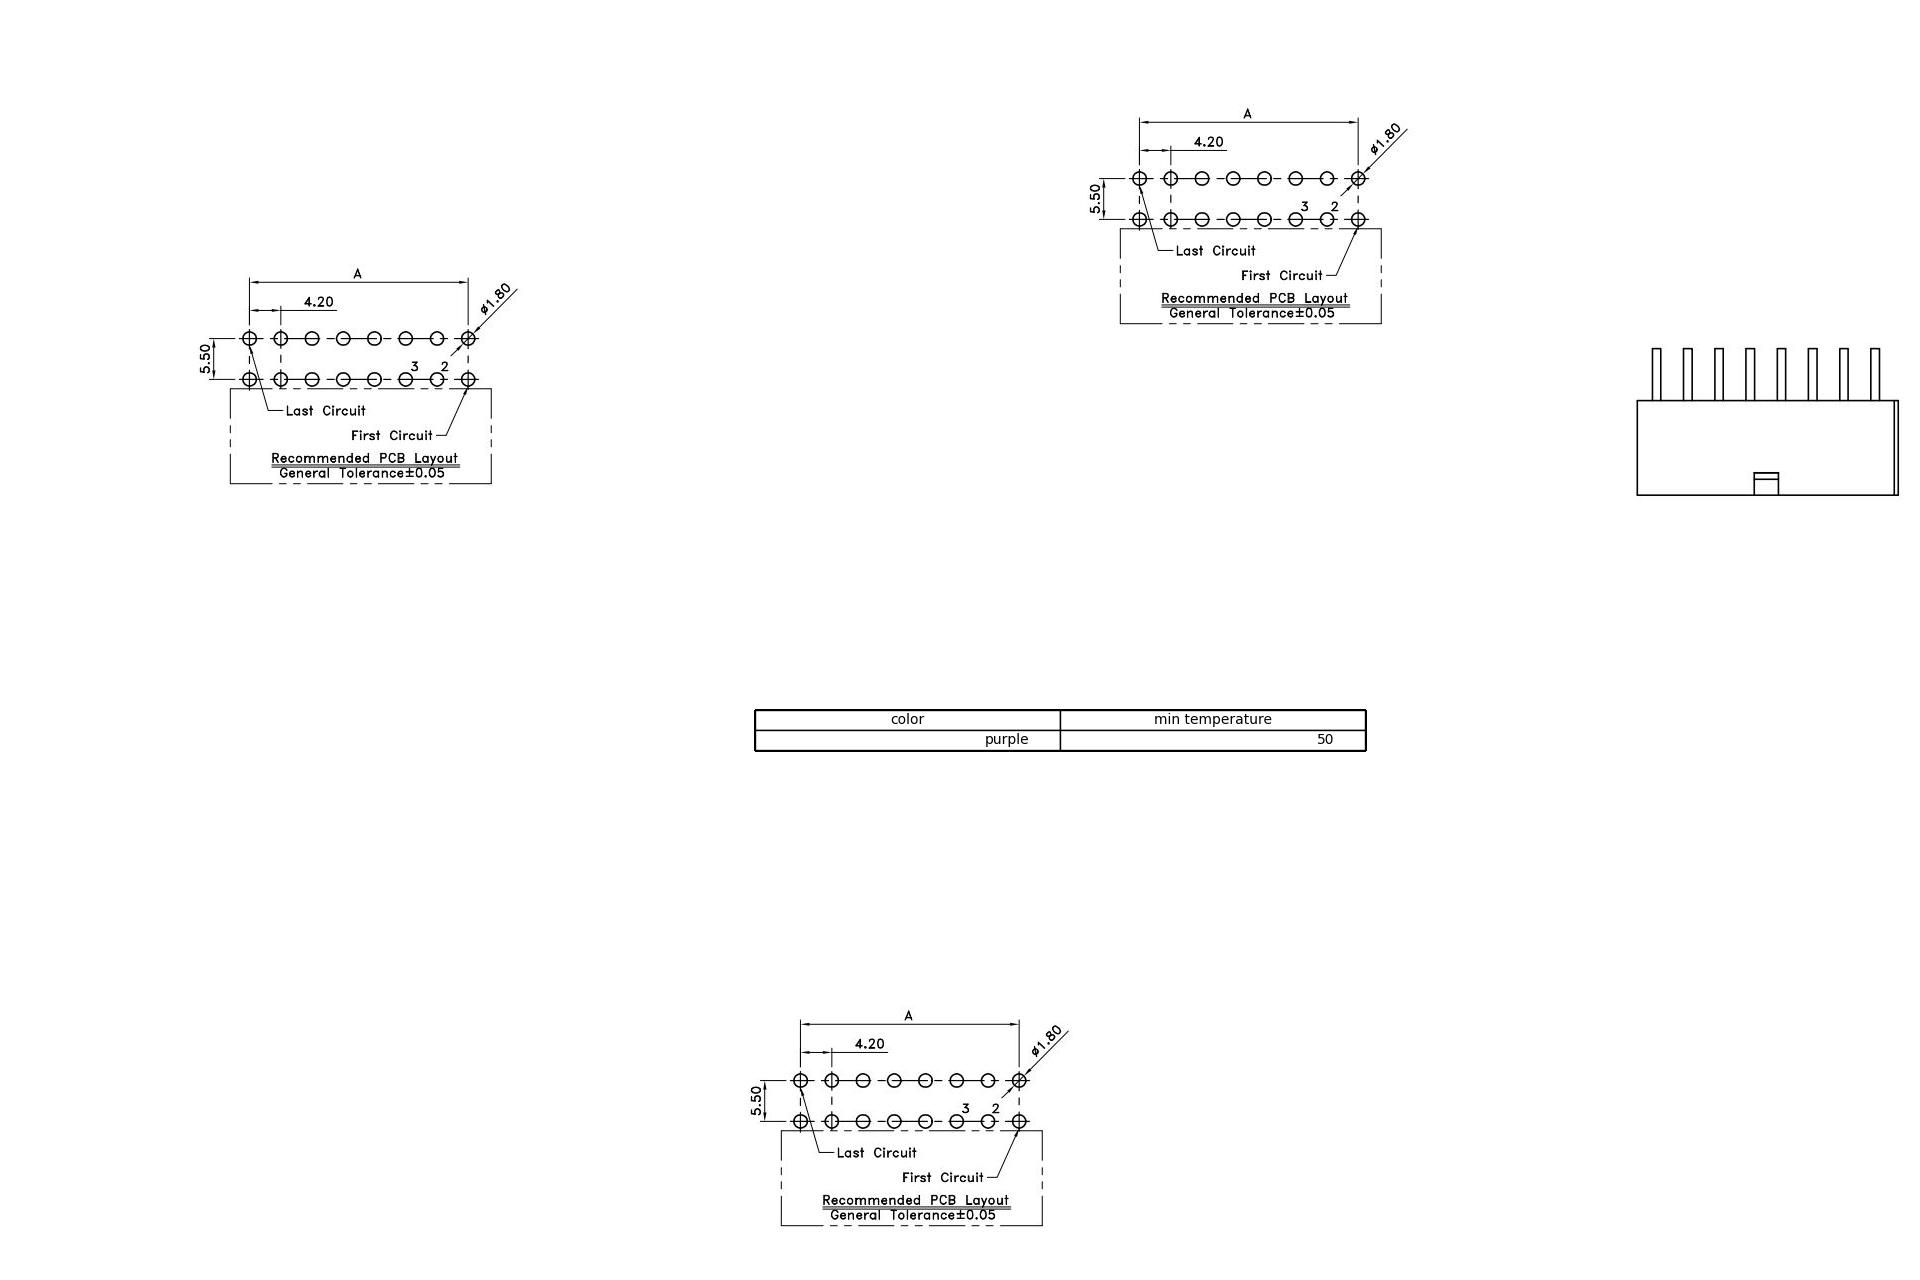 A
4.20
ø1.80
5.50
3 2
Last Circuit
First Circuit
Recommended PCB Layout
General Tolerance±0.05
A
4.20
ø1.80
5.50
3 2
Last Circuit
First Circuit
Recommended PCB Layout
General Tolerance±0.05
color min temperature
purple 50
A
4.20
ø1.80
5.50
3 2
Last Circuit
First Circuit
Recommended PCB Layout
General Tolerance±0.05